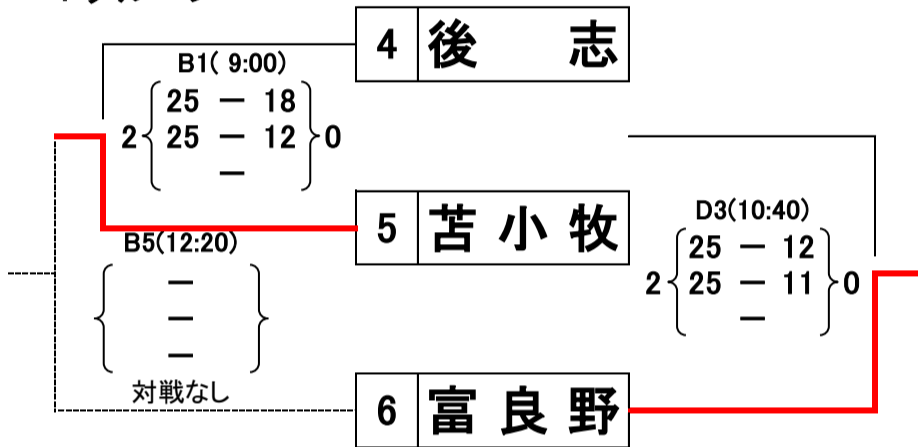 4 後 志
B1( 9:00)
25 － 18
2 25 － 12 0
－
5 苫 小 牧
D3(10:40)
25 － 12
2 25 － 11 0
－
B5(12:20)
－
－
－
対戦なし
6 富 良 野